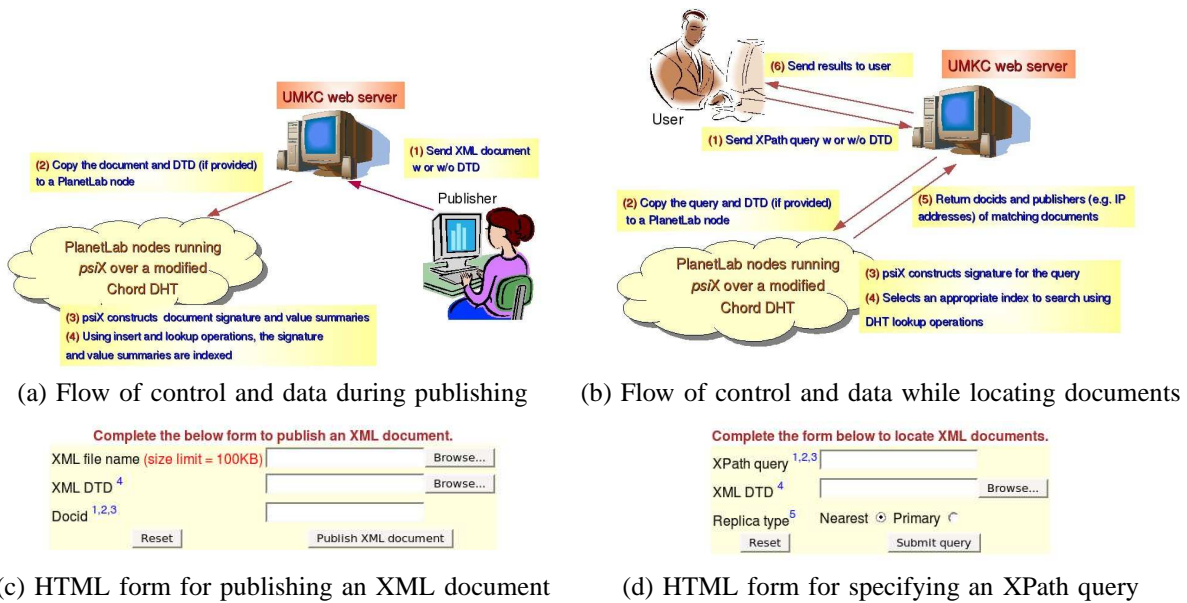 UMKC web server
(1) Send XML document
w or w/o DTD
(2) Copy the document and DTD (if provided)
to a PlanetLab node
Publisher
PlanetLab nodes running
psiX over a modified
Chord DHT
(3) psiX constructs document signature and value summaries
(4) Using insert and lookup operations, the signature
and value summaries are indexed
(a) Flow of control and data during publishing
(6) Send results to user
UMKC web server
User
(1) Send XPath query w or w/o DTD
(2) Copy the query and DTD (if provided)
to a PlanetLab node
(5) Return docids and publishers (e.g. IP
addresses) of matching documents
PlanetLab nodes running
psiX over a modified
Chord DHT
(3) psiX constructs signature for the query
(4) Selects an appropriate index to search using
DHT lookup operations
(b) Flow of control and data while locating documents
Complete the below form to publish an XML document.
XML file name (size limit = 100KB) Browse...
XML DTD 4 Browse...
Docid 1,2,3
Reset Publish XML document
(c) HTML form for publishing an XML document
Complete the form below to locate XML documents.
XPath query 1,2,3
XML DTD 4 Browse...
Replica type5 Nearest Primary
Reset Submit query
(d) HTML form for specifying an XPath query